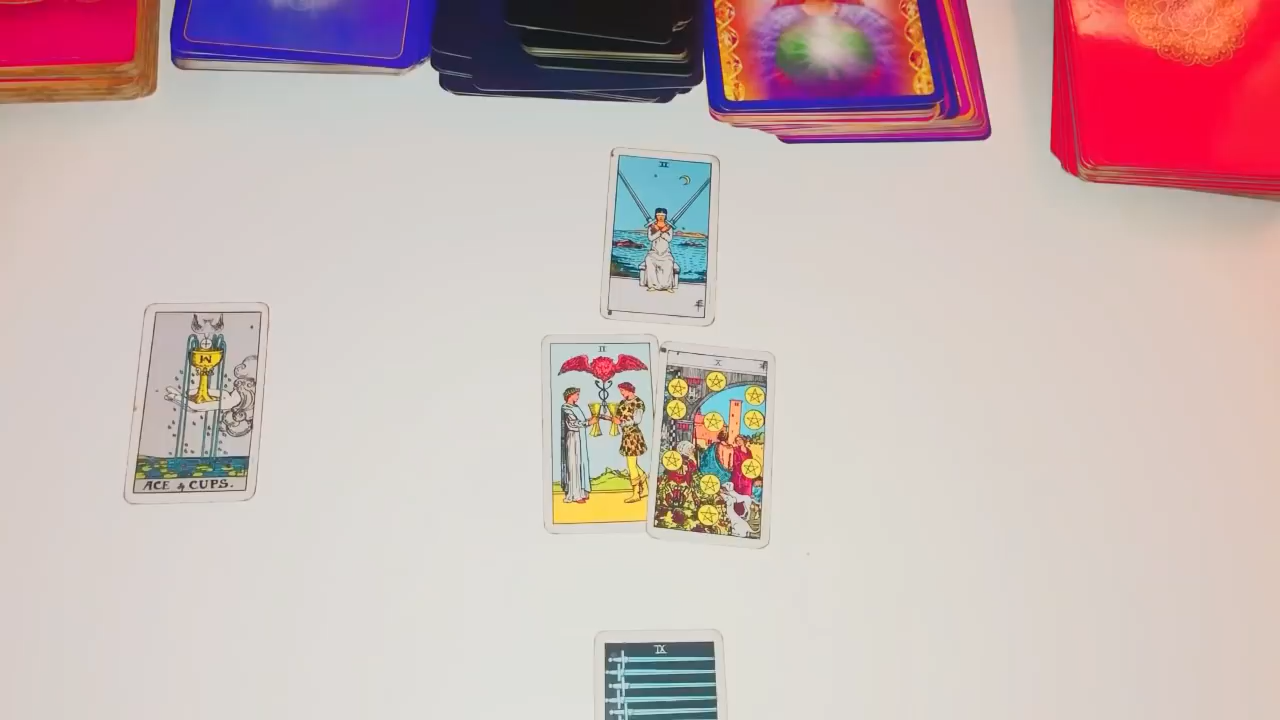 II
II
X
ACE of CUPS.
IX